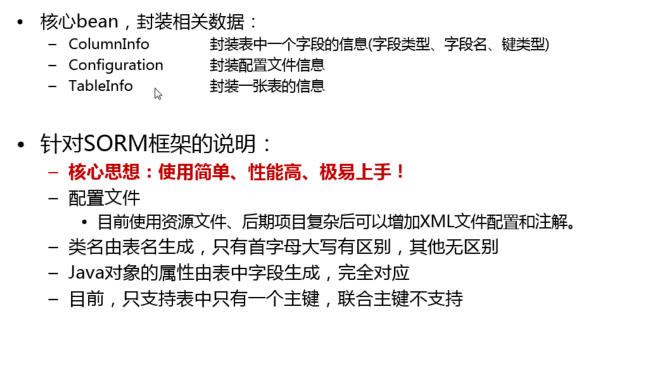 • 核心bean，封装相关数据：
– ColumnInfo 封装表中一个字段的信息(字段类型、字段名、键类型)
– Configuration 封装配置文件信息
– TableInfo 封装一张表的信息
• 针对SORM框架的说明：
– 核心思想：使用简单、性能高、极易上手！
– 配置文件
• 目前使用资源文件、后期项目复杂后可以增加XML文件配置和注解。
– 类名由表名生成，只有首字母大写有区别，其他无区别
– Java对象的属性由表中字段生成，完全对应
– 目前，只支持表中只有一个主键，联合主键不支持